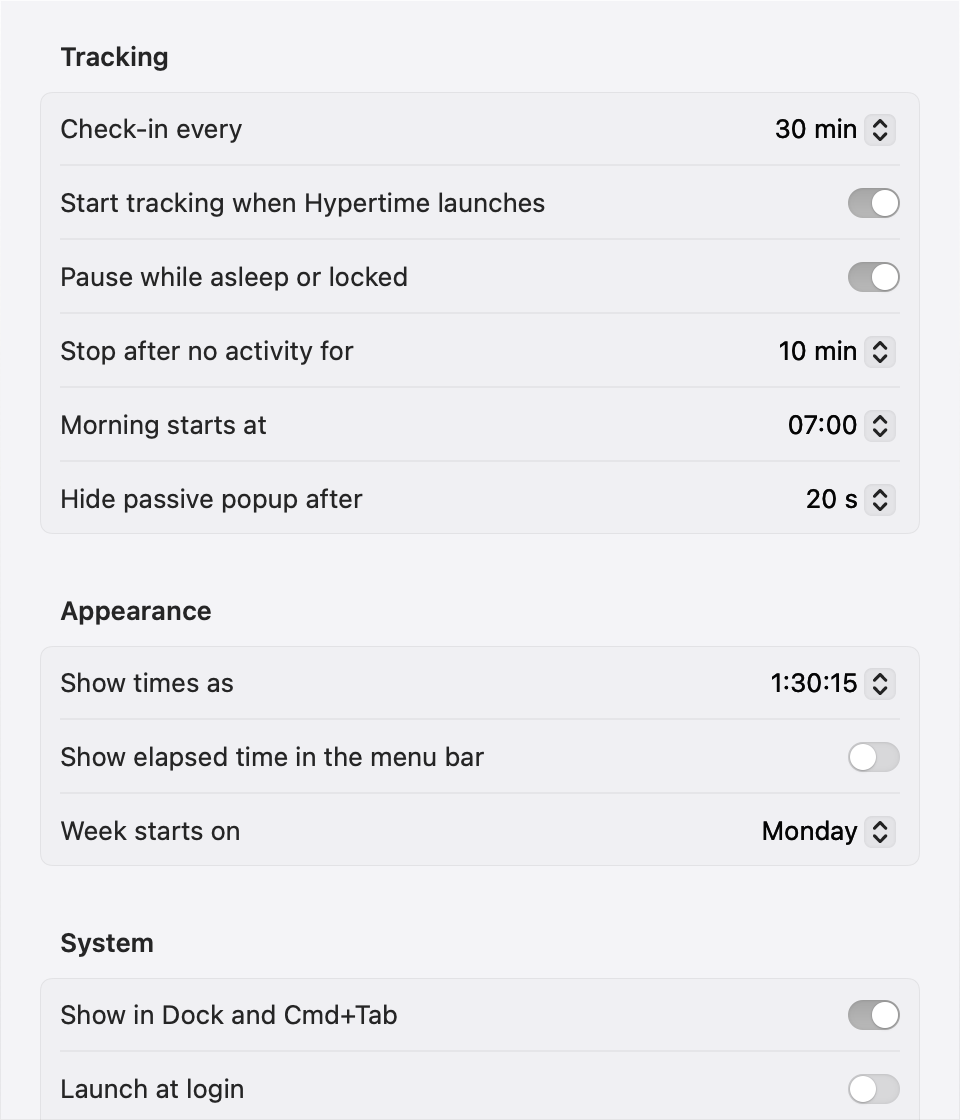 Tracking
Check-in every 30 min
Start tracking when Hypertime launches
Pause while asleep or locked
Stop after no activity for 10 min
Morning starts at 07:00
Hide passive popup after 20 s
Appearance
Show times as 1:30:15
Show elapsed time in the menu bar
Week starts on Monday
System
Show in Dock and Cmd+Tab
Launch at login